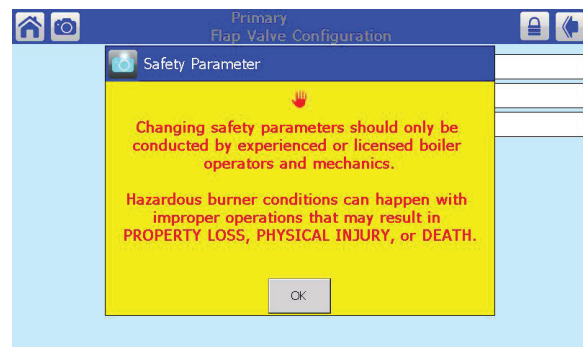 Primary
Flap Valve Configuration
Safety Parameter
Changing safety parameters should only be
conducted by experienced or licensed boiler
operators and mechanics.
Hazardous burner conditions can happen with
improper operations that may result in
PROPERTY LOSS, PHYSICAL INJURY, or DEATH.
OK